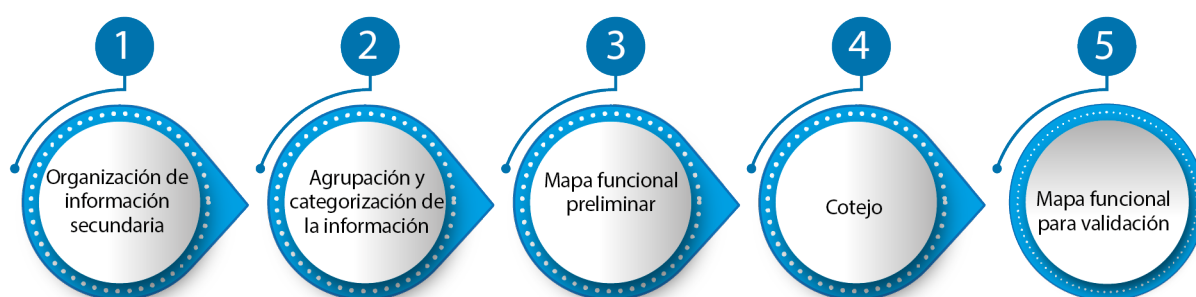 1
Organización de
información
secundaria
2
Agrupación y
categorización de
la información
3
Mapa funcional
preliminar
4
Cotejo
5
Mapa funcional
para validación